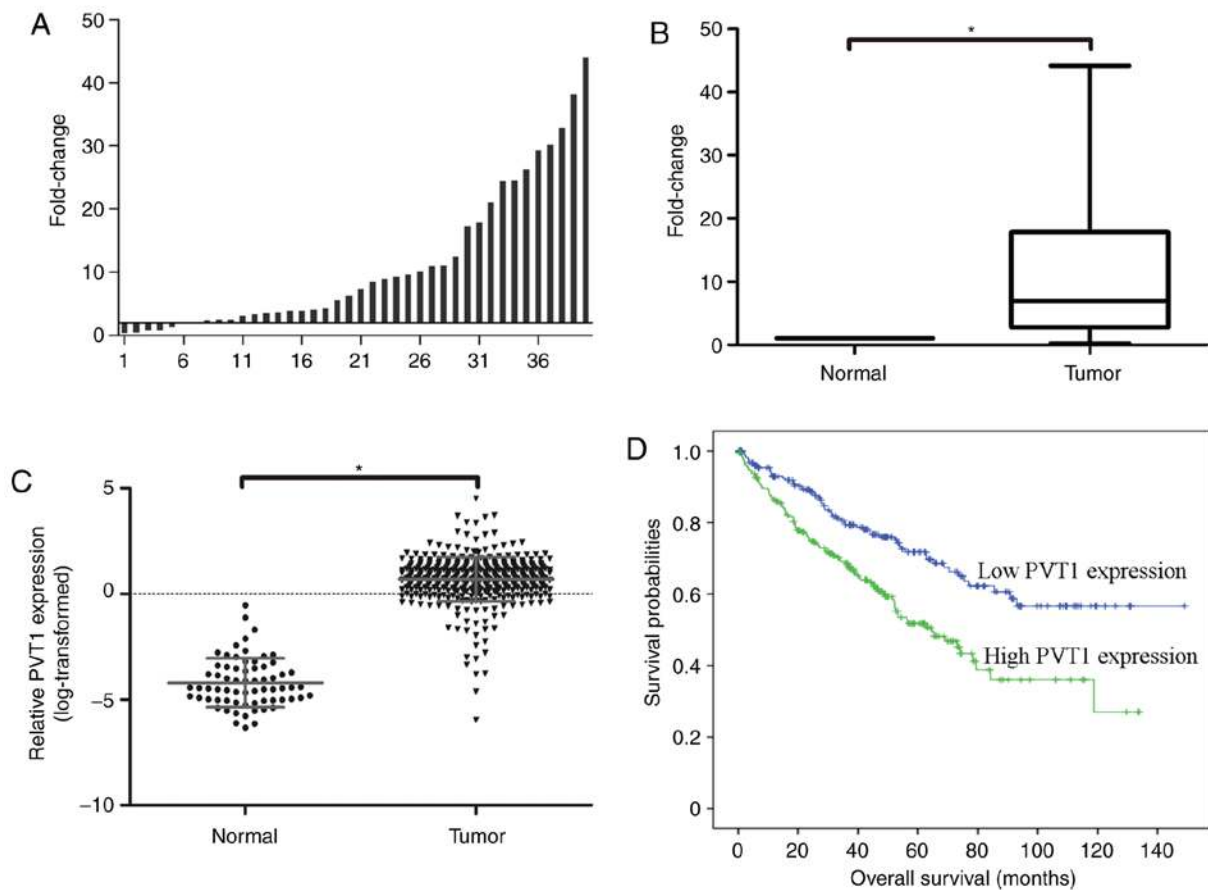 A
Fold-change
50
40
30
20
10
0
1 6 11 16 21 26 31 36
B
*
Fold-change
50
40
30
20
10
0
Normal Tumor
C
*
Relative PVT1 expression
(log-transformed)
5
0
−5
−10
Normal Tumor
D
Survival probabilities
1.0
0.8
0.6
0.4
0.2
0
Low PVT1 expression
High PVT1 expression
0 20 40 60 80 100 120 140
Overall survival (months)